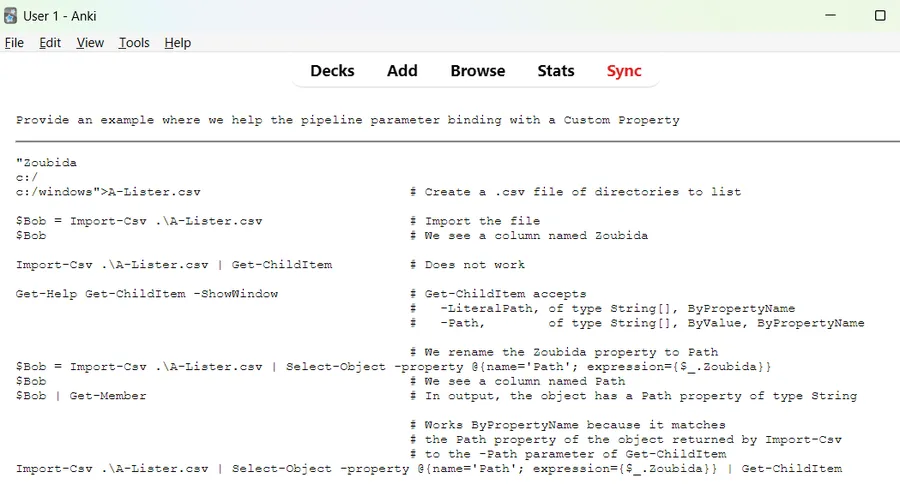 User 1 - Anki
File Edit View Tools Help
Decks Add Browse Stats Sync
Provide an example where we help the pipeline parameter binding with a Custom Property
"Zoubida
c:/
c:/windows">A-Lister.csv # Create a .csv file of directories to list
$Bob = Import-Csv .\A-Lister.csv # Import the file
$Bob # We see a column named Zoubida
Import-Csv .\A-Lister.csv | Get-ChildItem # Does not work
Get-Help Get-ChildItem -ShowWindow # Get-ChildItem accepts
# -LiteralPath, of type String[], ByPropertyName
# -Path, of type String[], ByValue, ByPropertyName
# We rename the Zoubida property to Path
$Bob = Import-Csv .\A-Lister.csv | Select-Object -property @{name='Path'; expression={$_.Zoubida}}
$Bob # We see a column named Path
$Bob | Get-Member # In output, the object has a Path property of type String
# Works ByPropertyName because it matches
# the Path property of the object returned by Import-Csv
# to the -Path parameter of Get-ChildItem
Import-Csv .\A-Lister.csv | Select-Object -property @{name='Path'; expression={$_.Zoubida}} | Get-ChildItem